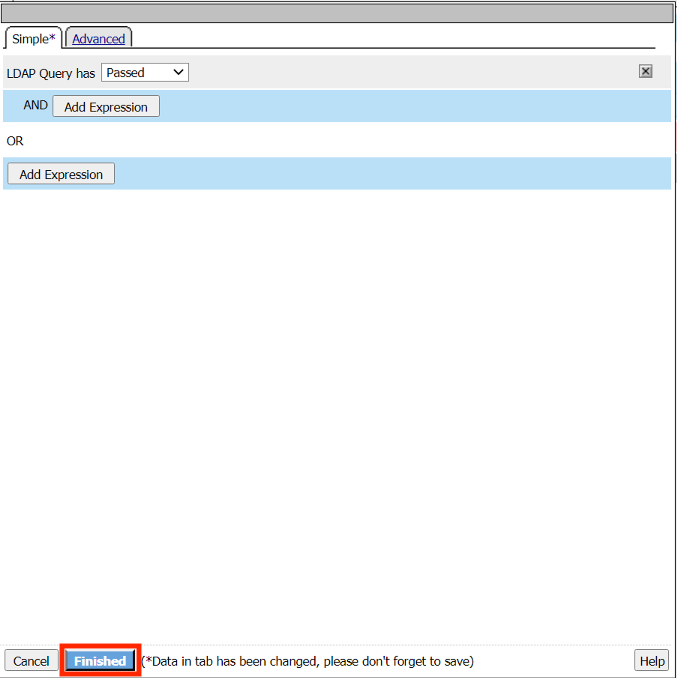 Simple* Advanced
LDAP Query has Passed
AND Add Expression
OR
Add Expression
Cancel Finished (*Data in tab has been changed, please don't forget to save) Help